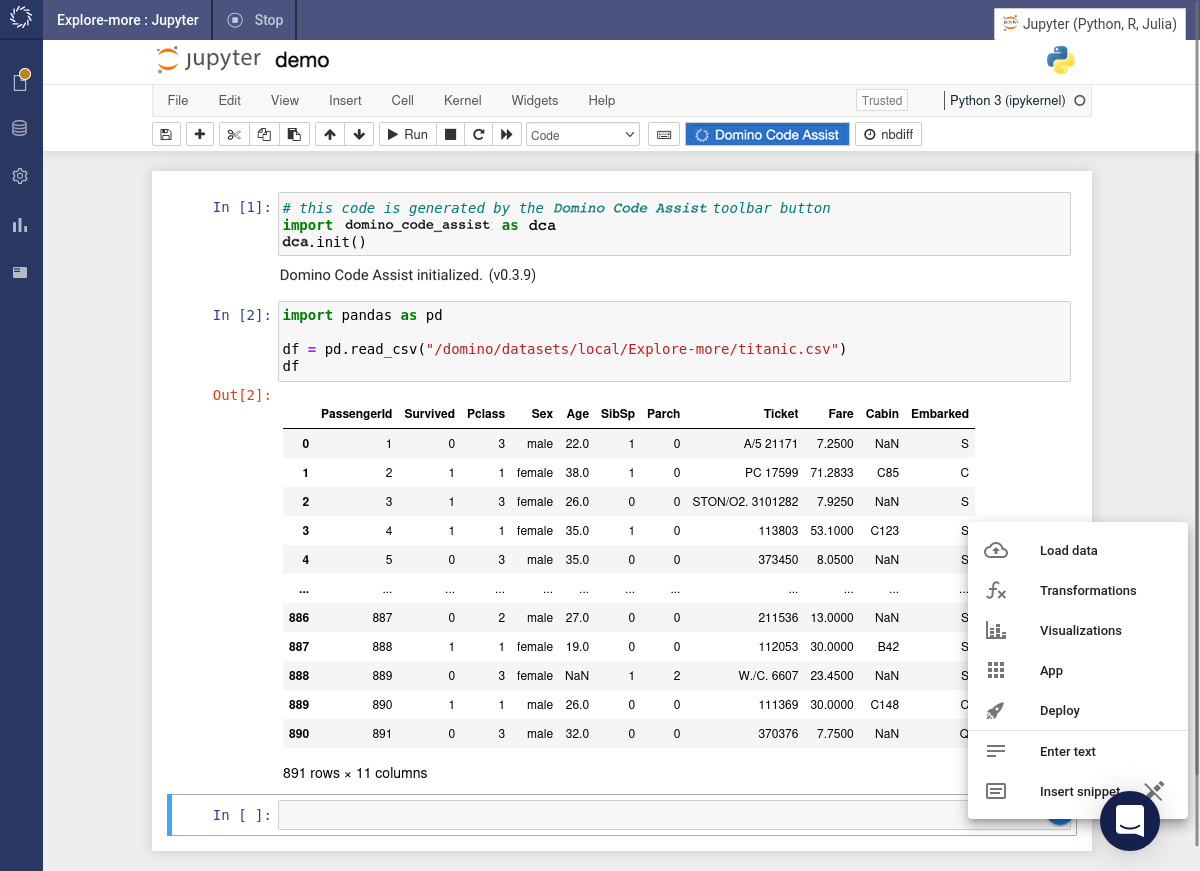 Explore-more : Jupyter Stop
Jupyter (Python, R, Julia)
jupyter demo
File Edit View Insert Cell Kernel Widgets Help Trusted Python 3 (ipykernel)
Run Code Domino Code Assist nbdiff
In [1]: # this code is generated by the Domino Code Assist toolbar button
import domino_code_assist as dca
dca.init()
Domino Code Assist initialized. (v0.3.9)
In [2]: import pandas as pd
df = pd.read_csv("/domino/datasets/local/Explore-more/titanic.csv")
df
Out[2]:
PassengerId Survived Pclass Sex Age SibSp Parch Ticket Fare Cabin Embarked
0 1 0 3 male 22.0 1 0 A/5 21171 7.2500 NaN S
1 2 1 1 female 38.0 1 0 PC 17599 71.2833 C85 C
2 3 1 3 female 26.0 0 0 STON/O2. 3101282 7.9250 NaN S
3 4 1 1 female 35.0 1 0 113803 53.1000 C123 S
4 5 0 3 male 35.0 0 0 373450 8.0500 NaN S
... ... ... ... ... ... ... ... ... ... ... ...
886 887 0 2 male 27.0 0 0 211536 13.0000 NaN S
887 888 1 1 female 19.0 0 0 112053 30.0000 B42 S
888 889 0 3 female NaN 1 2 W./C. 6607 23.4500 NaN S
889 890 1 1 male 26.0 0 0 111369 30.0000 C148 C
890 891 0 3 male 32.0 0 0 370376 7.7500 NaN Q
891 rows × 11 columns
In [ ]:
Load data
Transformations
Visualizations
App
Deploy
Enter text
Insert snippet